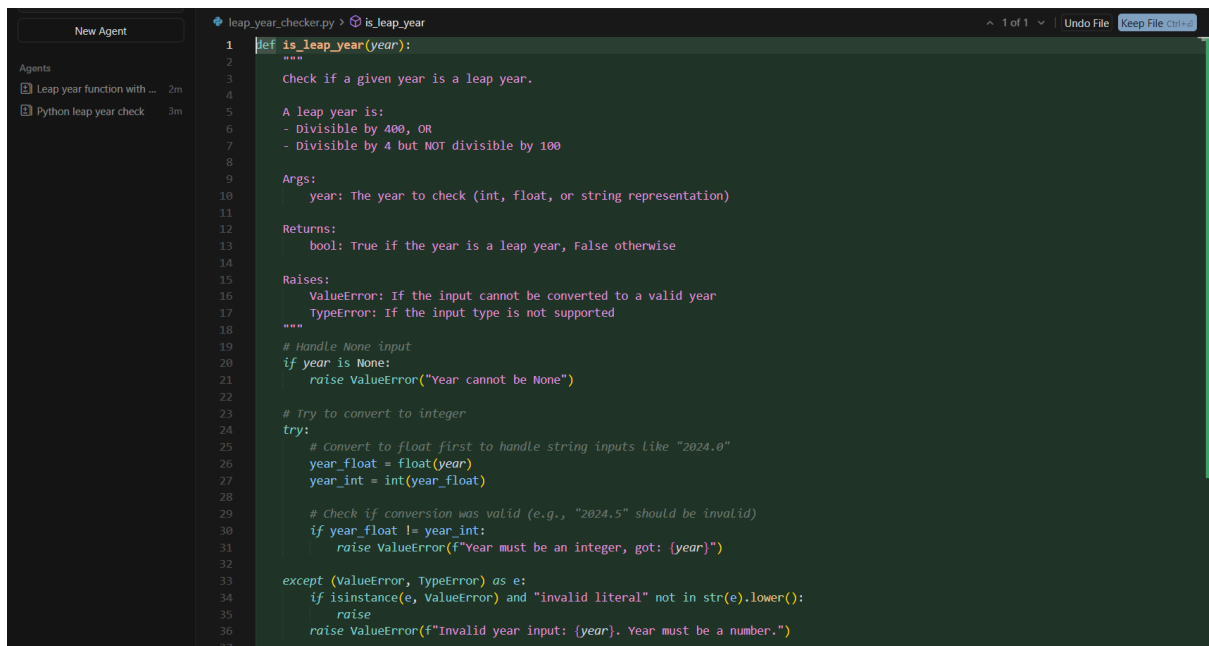 New Agent
Agents
Leap year function with ... 2m
Python leap year check 3m
leap_year_checker.py > is_leap_year
1 of 1 Undo File Keep File Ctrl+⏎
1 def is_leap_year(year):
2 """
3 Check if a given year is a leap year.
4
5 A leap year is:
6 - Divisible by 400, OR
7 - Divisible by 4 but NOT divisible by 100
8
9 Args:
10 year: The year to check (int, float, or string representation)
11
12 Returns:
13 bool: True if the year is a leap year, False otherwise
14
15 Raises:
16 ValueError: If the input cannot be converted to a valid year
17 TypeError: If the input type is not supported
18 """
19 # Handle None input
20 if year is None:
21 raise ValueError("Year cannot be None")
22
23 # Try to convert to integer
24 try:
25 # Convert to float first to handle string inputs like "2024.0"
26 year_float = float(year)
27 year_int = int(year_float)
28
29 # Check if conversion was valid (e.g., "2024.5" should be invalid)
30 if year_float != year_int:
31 raise ValueError(f"Year must be an integer, got: {year}")
32
33 except (ValueError, TypeError) as e:
34 if isinstance(e, ValueError) and "invalid literal" not in str(e).lower():
35 raise
36 raise ValueError(f"Invalid year input: {year}. Year must be a number.")